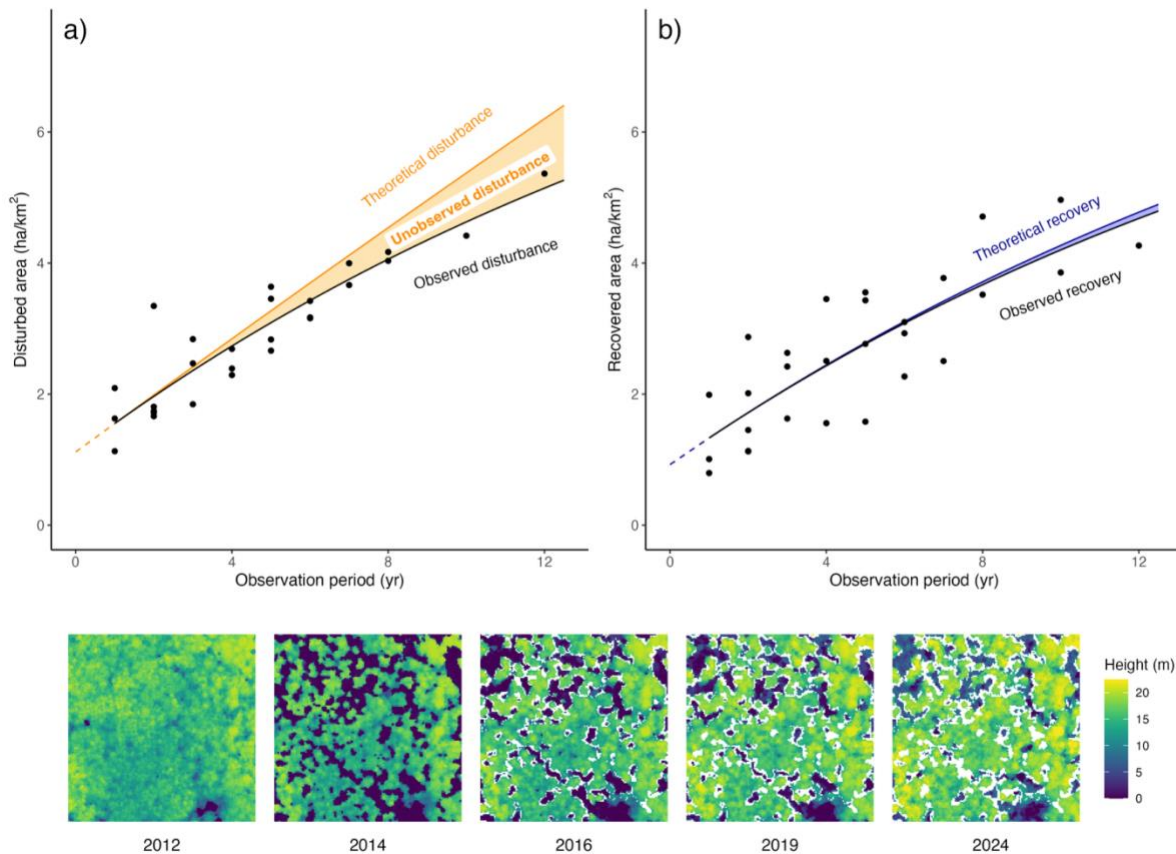 a)
Disturbed area (ha/km²)
6
4
2
0
Theoretical disturbance
Unobserved disturbance
Observed disturbance
0 4 8 12
Observation period (yr)
b)
Recovered area (ha/km²)
6
4
2
0
Theoretical recovery
Observed recovery
0 4 8 12
Observation period (yr)
Height (m)
20
15
10
5
0
2012 2014 2016 2019 2024